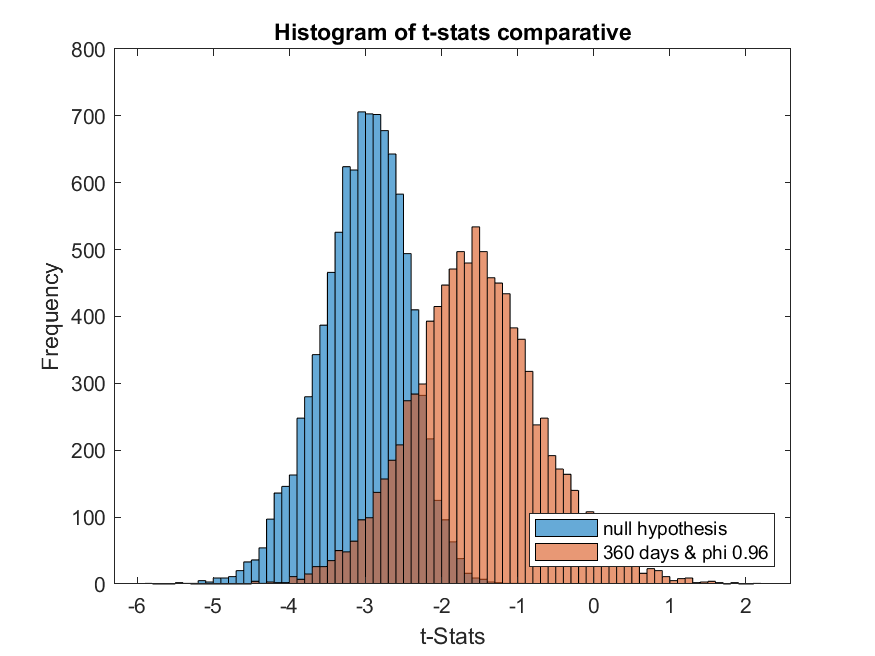 Histogram of t-stats comparative
800
700
600
500
400
300
200
100
0
Frequency
-6 -5 -4 -3 -2 -1 0 1 2
t-Stats
null hypothesis
360 days & phi 0.96